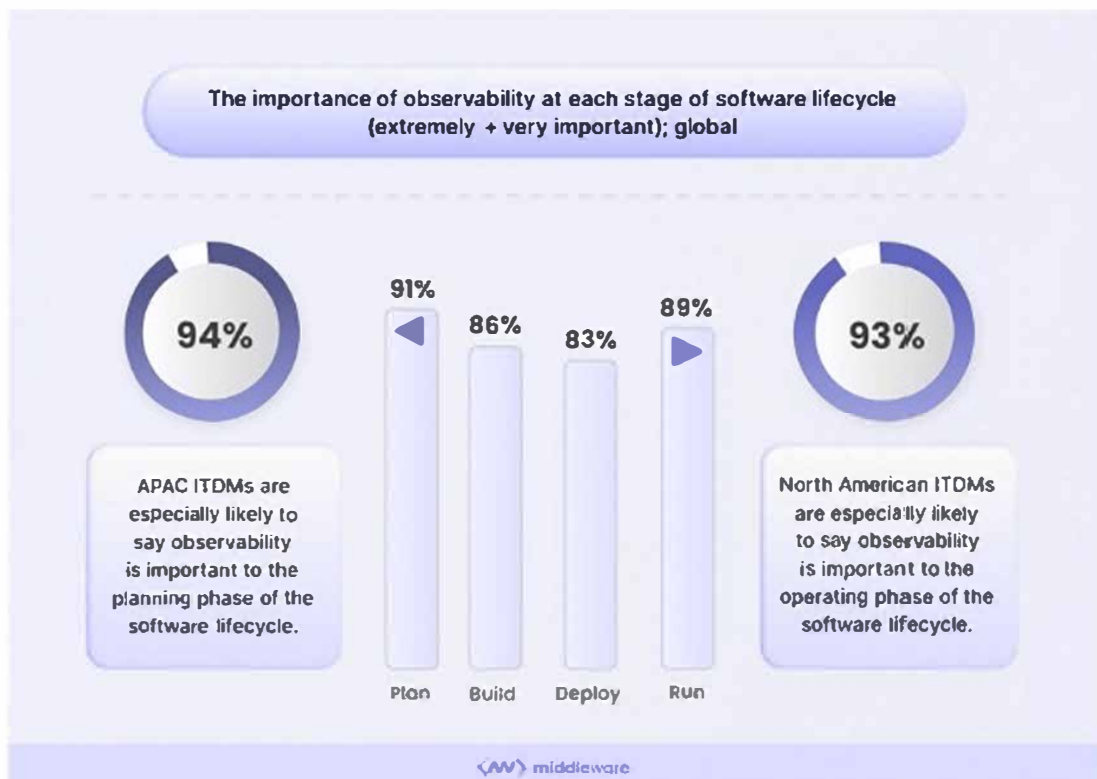 The importance of observability at each stage of software lifecycle
(extremely + very important); global
94%
APAC ITDMs are
especially likely to
say observability
is important to the
planning phase of the
software lifecycle.
91%
86%
83%
89%
Plan
Build
Deploy
Run
93%
North American ITDMs
are especially likely
to say observability
is important to the
operating phase of the
software lifecycle.
middleware